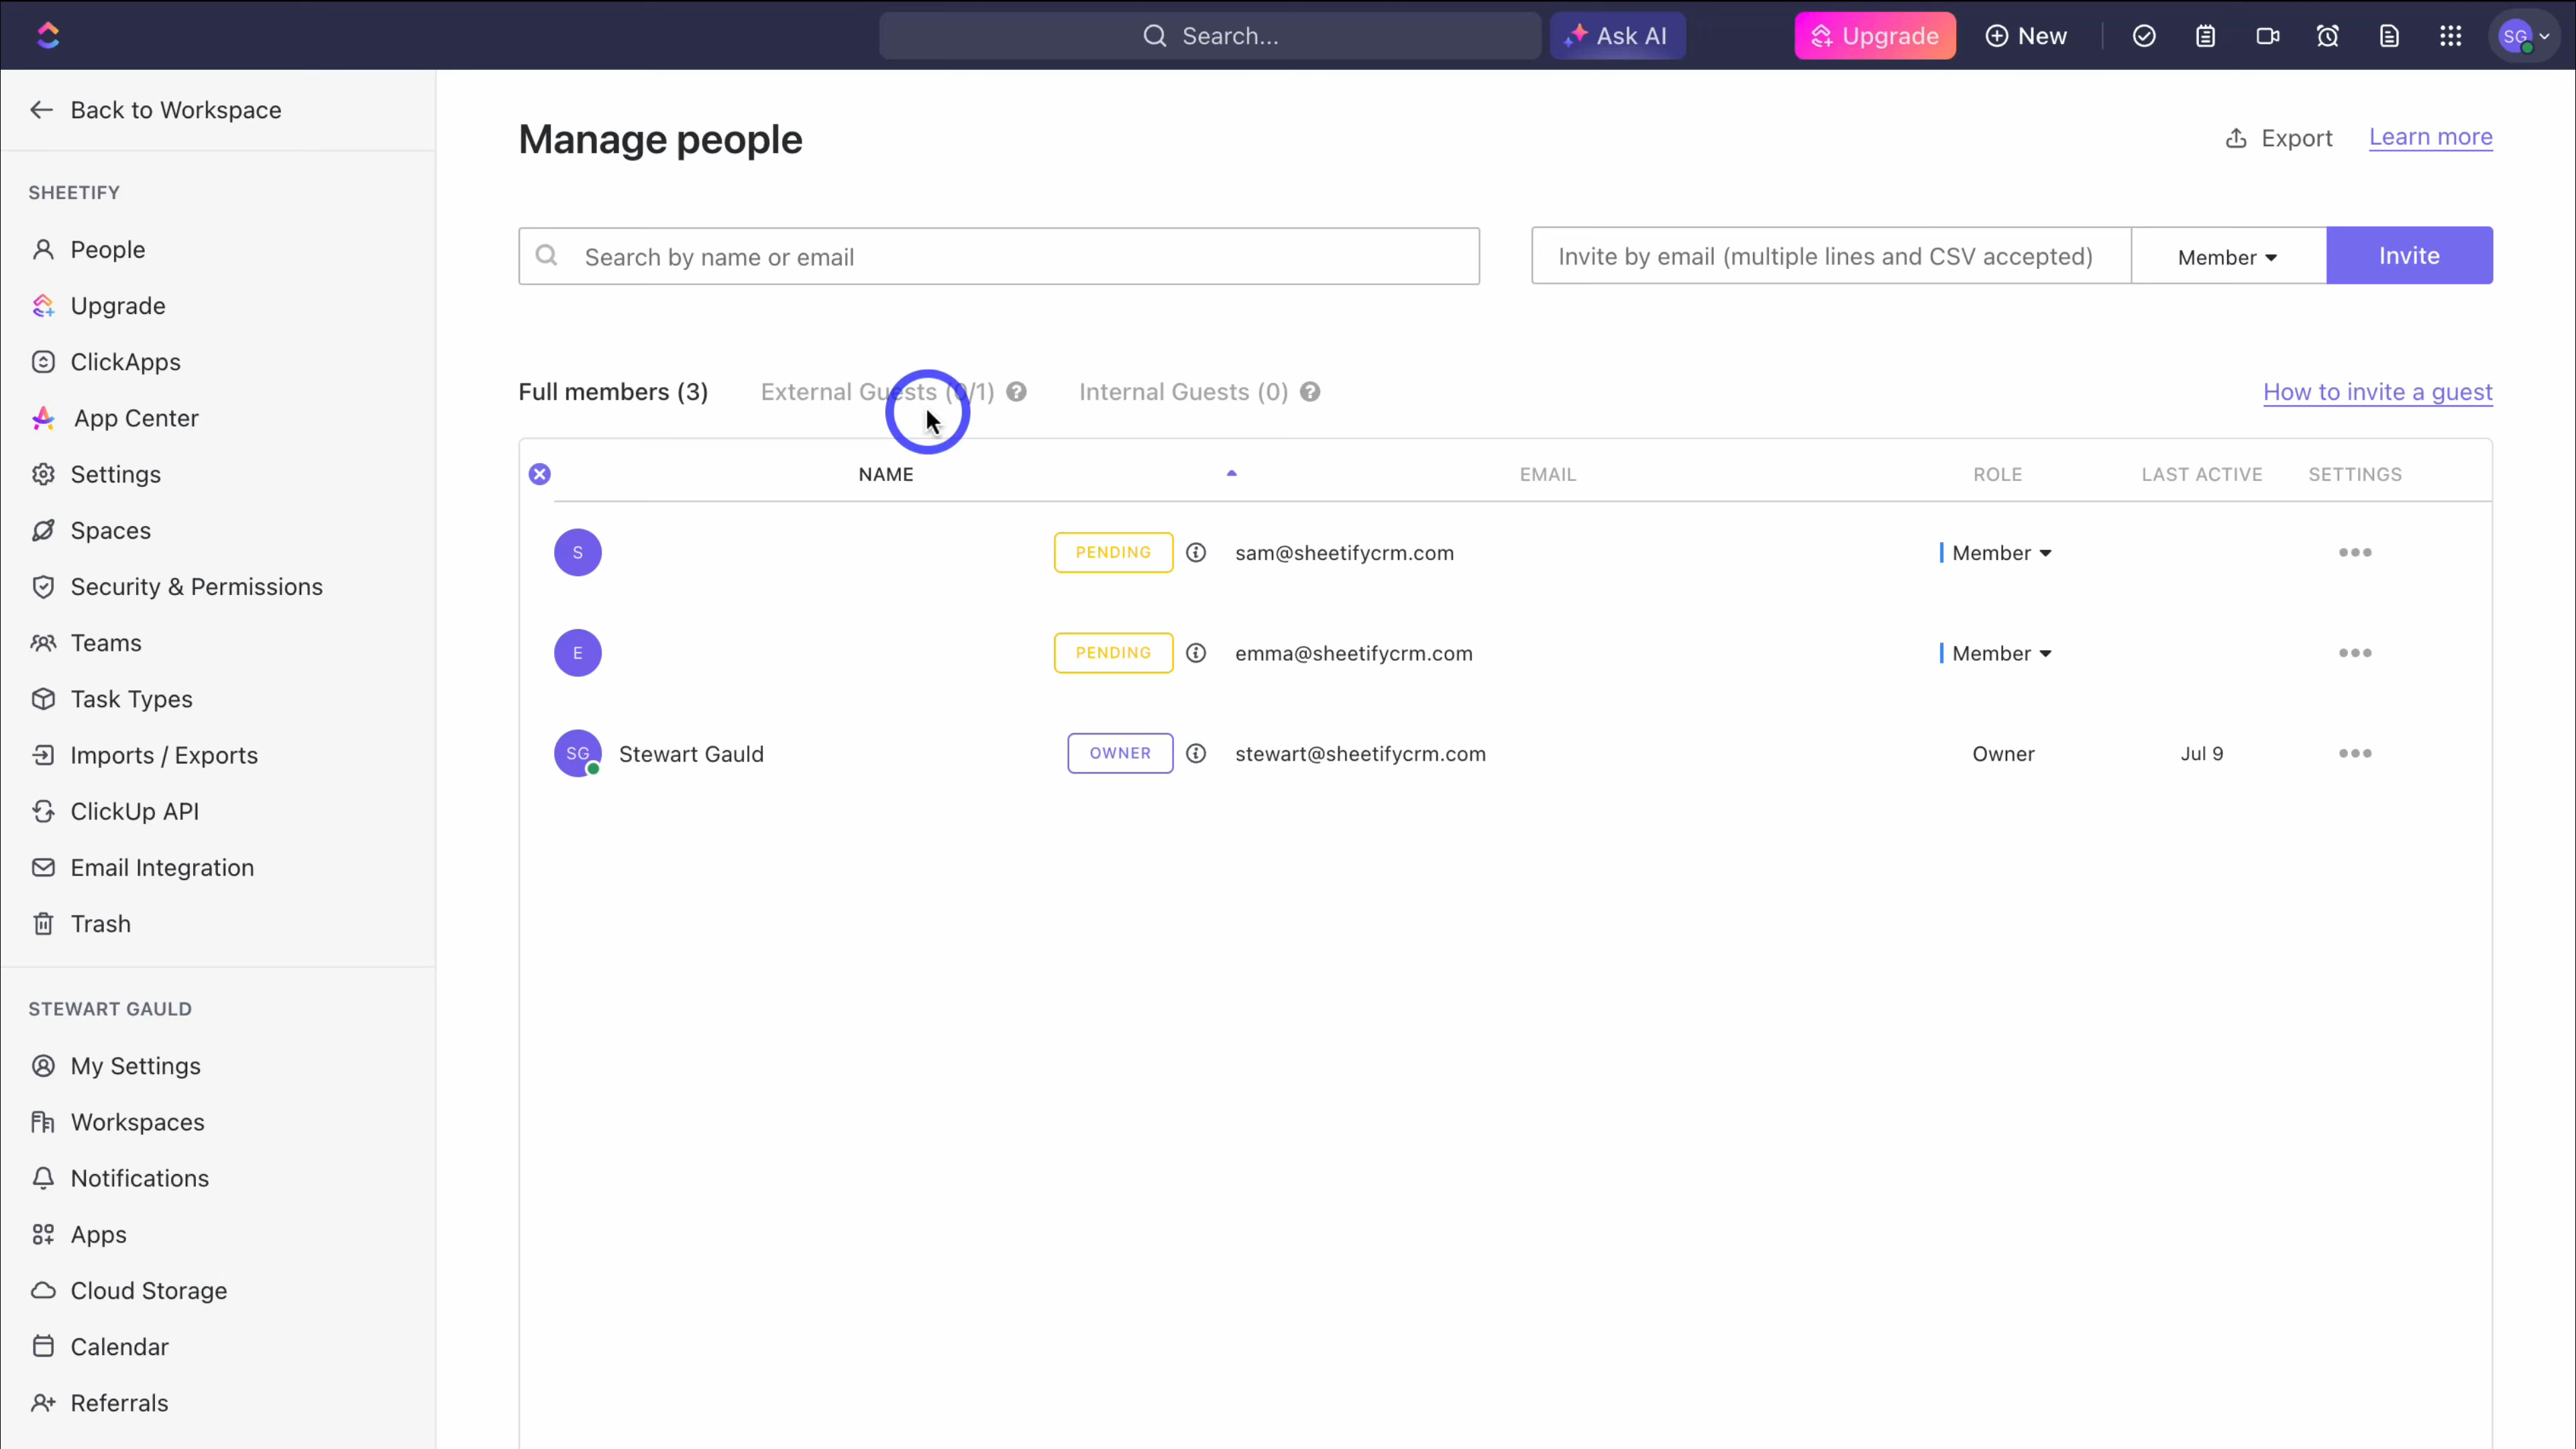 Search...
Ask AI
Upgrade
New
SG
Back to Workspace
SHEETIFY
People
Upgrade
ClickApps
App Center
Settings
Spaces
Security & Permissions
Teams
Task Types
Imports / Exports
ClickUp API
Email Integration
Trash
STEWART GAULD
My Settings
Workspaces
Notifications
Apps
Cloud Storage
Calendar
Referrals
Manage people
Export
Learn more
Search by name or email
Invite by email (multiple lines and CSV accepted)
Member
Invite
Full members (3)
External Guests (0/1) ?
Internal Guests (0) ?
How to invite a guest
NAME EMAIL ROLE LAST ACTIVE SETTINGS
S PENDING sam@sheetifycrm.com Member
E PENDING emma@sheetifycrm.com Member
SG Stewart Gauld OWNER stewart@sheetifycrm.com Owner Jul 9